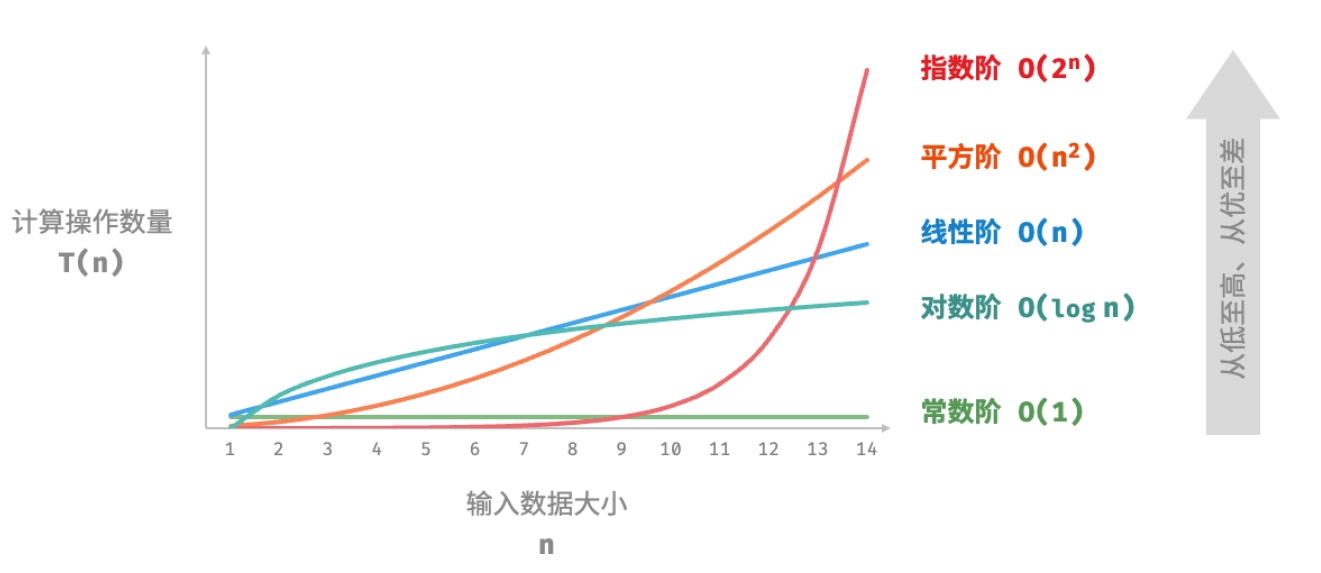 计算操作数量
T(n)
指数阶 O(2ⁿ)
平方阶 O(n²)
线性阶 O(n)
对数阶 O(log n)
常数阶 O(1)
从低至高、从优至差
1 2 3 4 5 6 7 8 9 10 11 12 13 14
输入数据大小
n